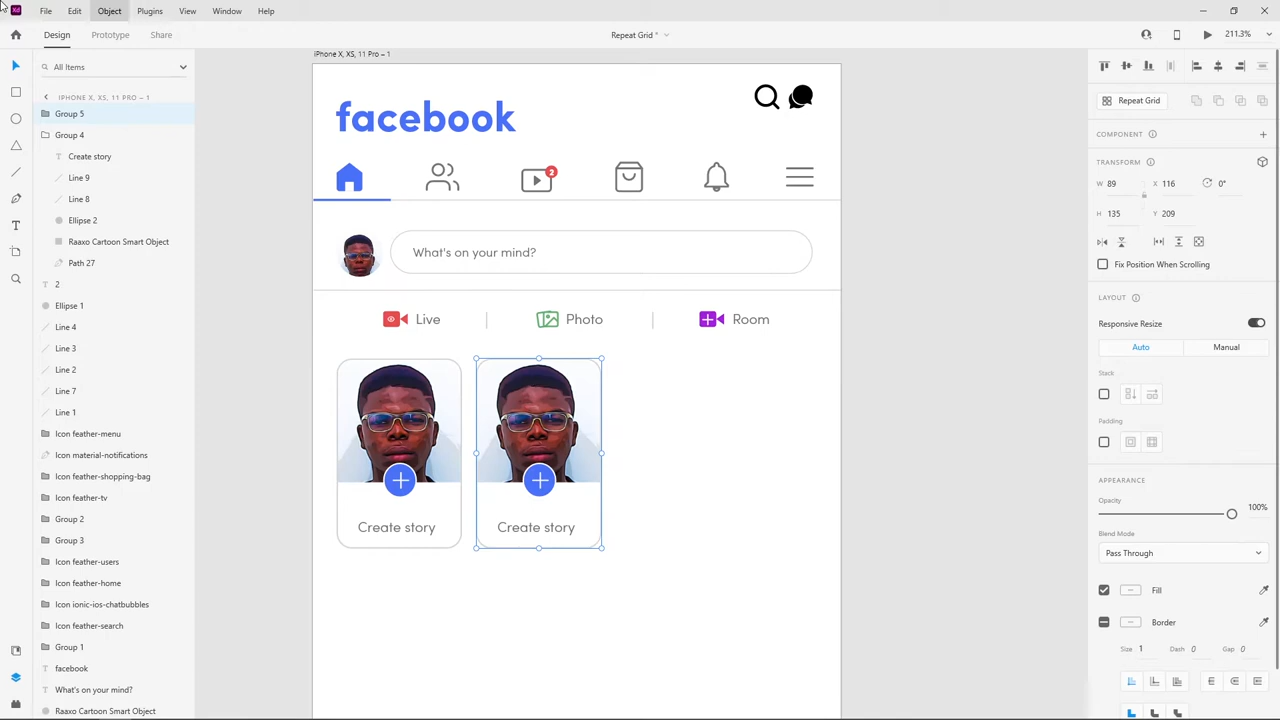 Xd File Edit Object Plugins View Window Help
Design Prototype Share Repeat Grid * 211.3%
All Items
IPHONE X, XS, 11 PRO – 1
Group 5
Group 4
Create story
Line 9
Line 8
Ellipse 2
Raaxo Cartoon Smart Object
Path 27
2
Ellipse 1
Line 4
Line 3
Line 2
Line 7
Line 1
Icon feather-menu
Icon material-notifications
Icon feather-shopping-bag
Icon feather-tv
Group 2
Group 3
Icon feather-users
Icon feather-home
Icon ionic-ios-chatbubbles
Icon feather-search
Group 1
facebook
What's on your mind?
Raaxo Cartoon Smart Object
iPhone X, XS, 11 Pro – 1
facebook
2
What's on your mind?
Live Photo Room
Create story Create story
Repeat Grid
COMPONENT
TRANSFORM
W 89 X 116 0°
H 135 Y 209
Fix Position When Scrolling
LAYOUT
Responsive Resize
Auto Manual
Stack
Padding
APPEARANCE
Opacity
100%
Blend Mode
Pass Through
Fill
Border
Size 1 Dash 0 Gap 0